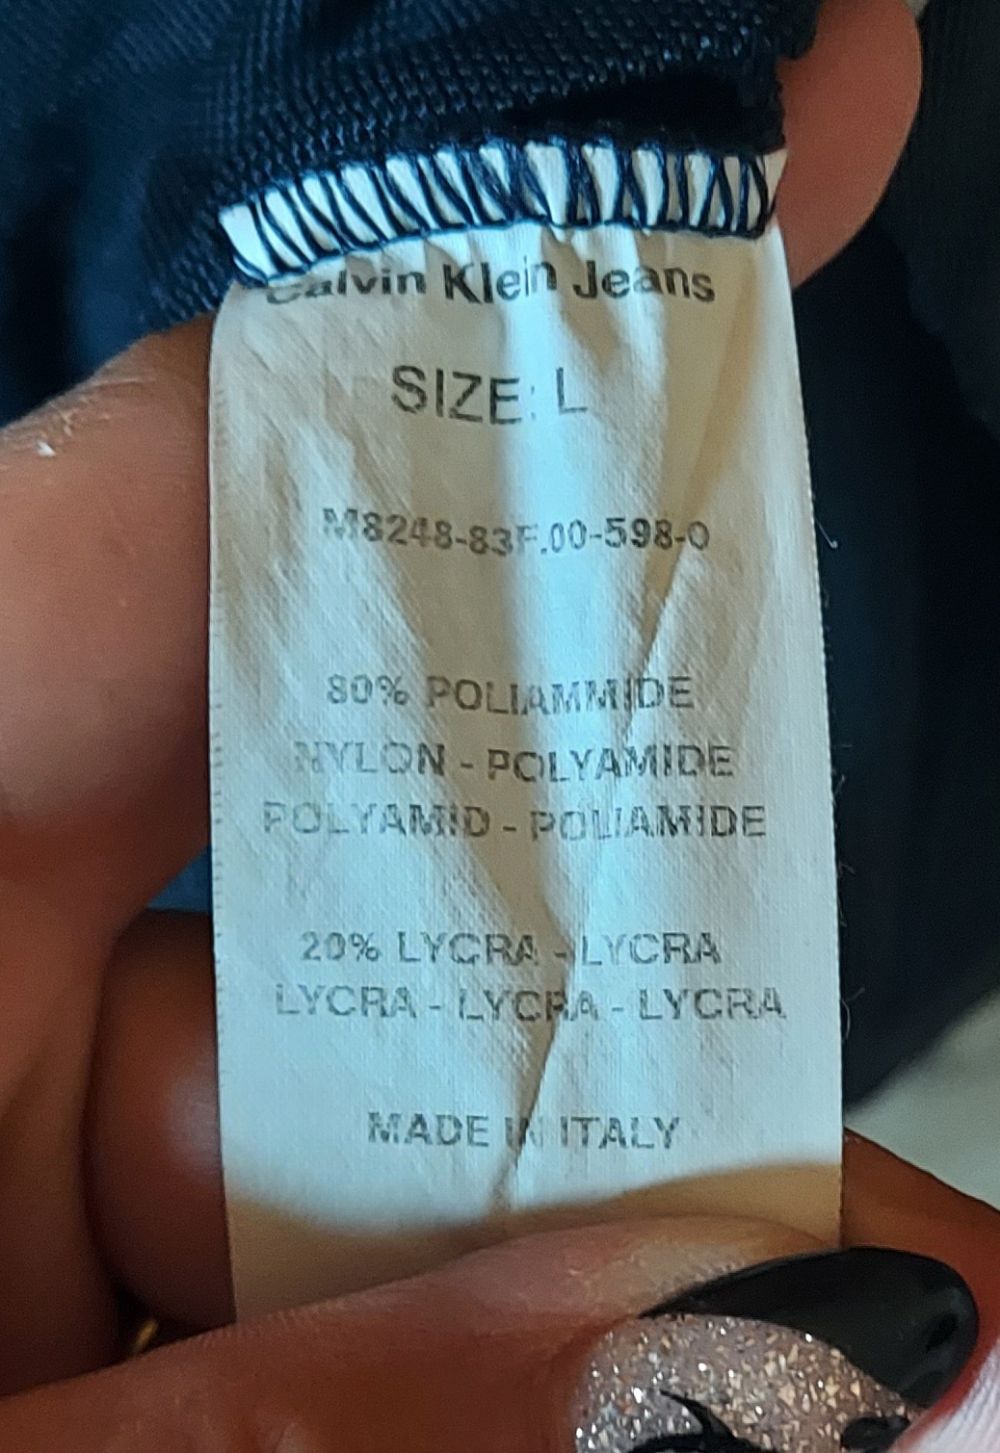 Calvin Klein Jeans
SIZE: L
M8248-83F.00-598-0
80% POLIAMMIDE
NYLON - POLYAMIDE
POLYAMID - POLIAMIDE
20% LYCRA - LYCRA
LYCRA - LYCRA - LYCRA
MADE IN ITALY